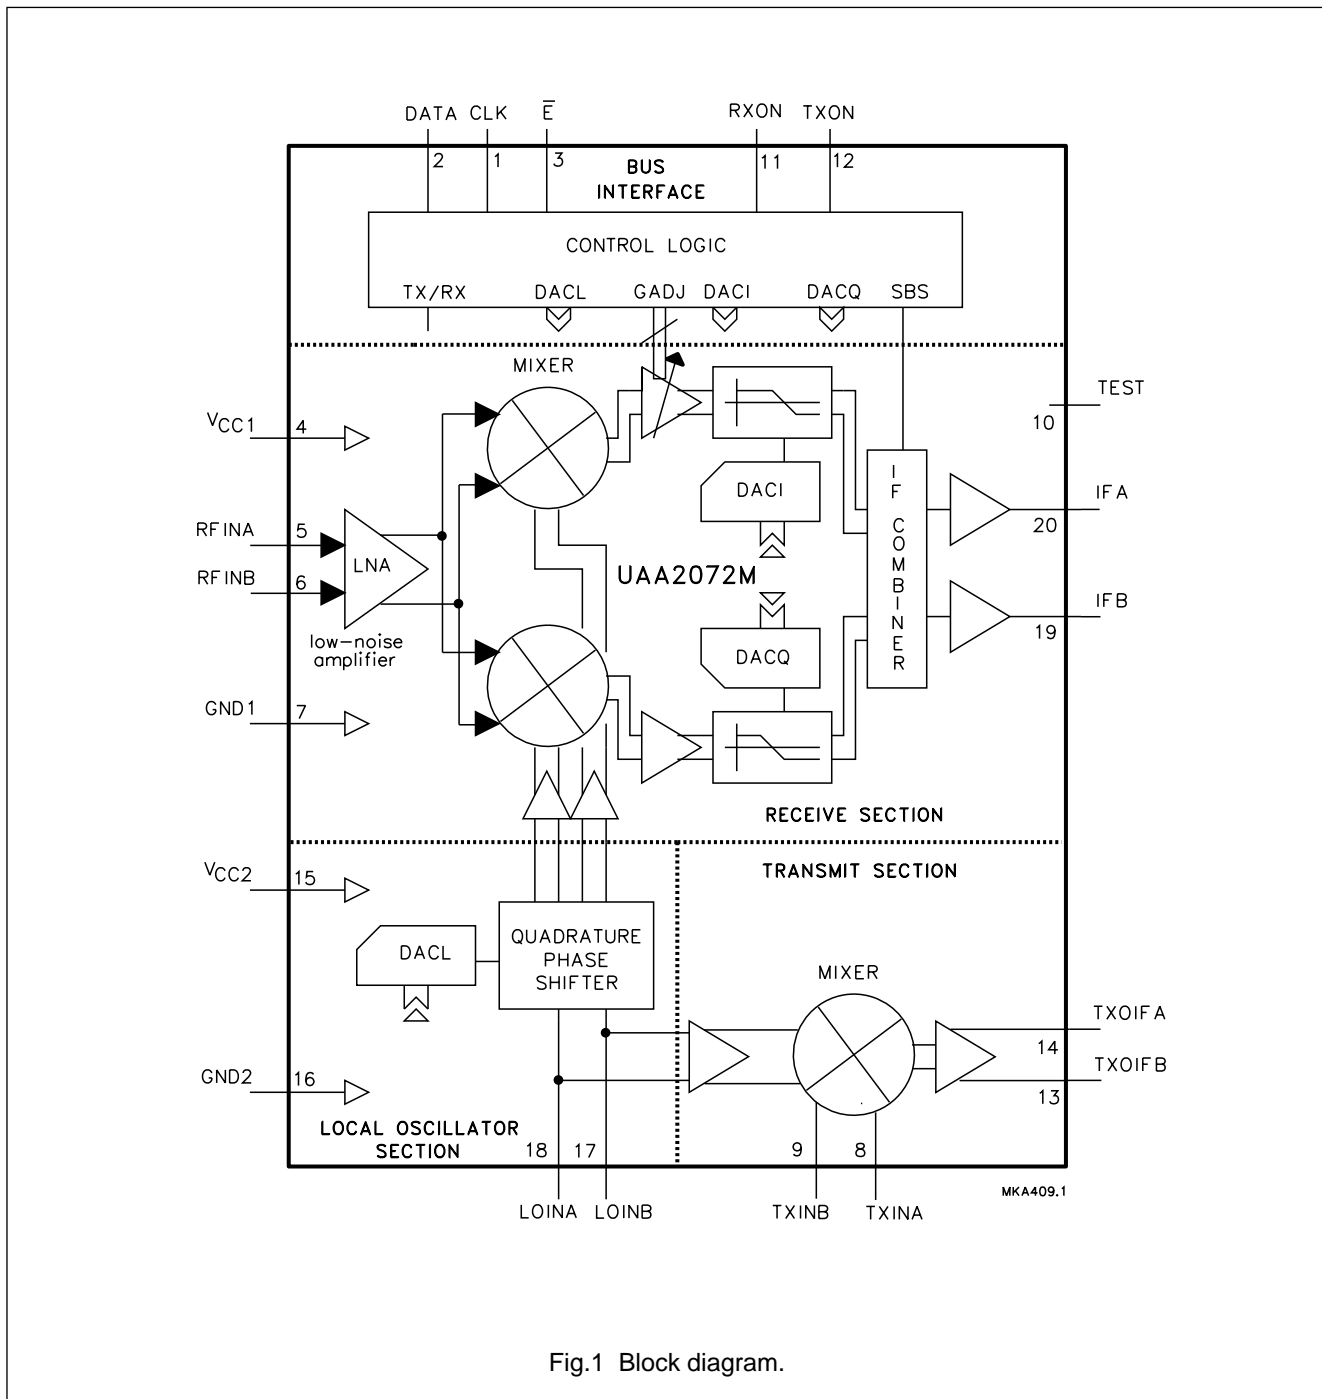 DATA CLK E̅ RXON TXON
2 1 3 11 12
BUS
INTERFACE
CONTROL LOGIC
TX/RX DACL GADJ DACI DACQ SBS
MIXER
TEST
10
VCC1
4
DACI
IF COMBINER
IFA
20
RFINA
5
RFINB
6
LNA
low-noise
amplifier
UAA2072M
IFB
19
DACQ
GND1
7
RECEIVE SECTION
VCC2
15
TRANSMIT SECTION
DACL
QUADRATURE
PHASE
SHIFTER
MIXER
TXOIFA
14
TXOIFB
13
GND2
16
LOCAL OSCILLATOR
SECTION
18 17 9 8
MKA409.1
LOINA LOINB TXINB TXINA
Fig.1 Block diagram.